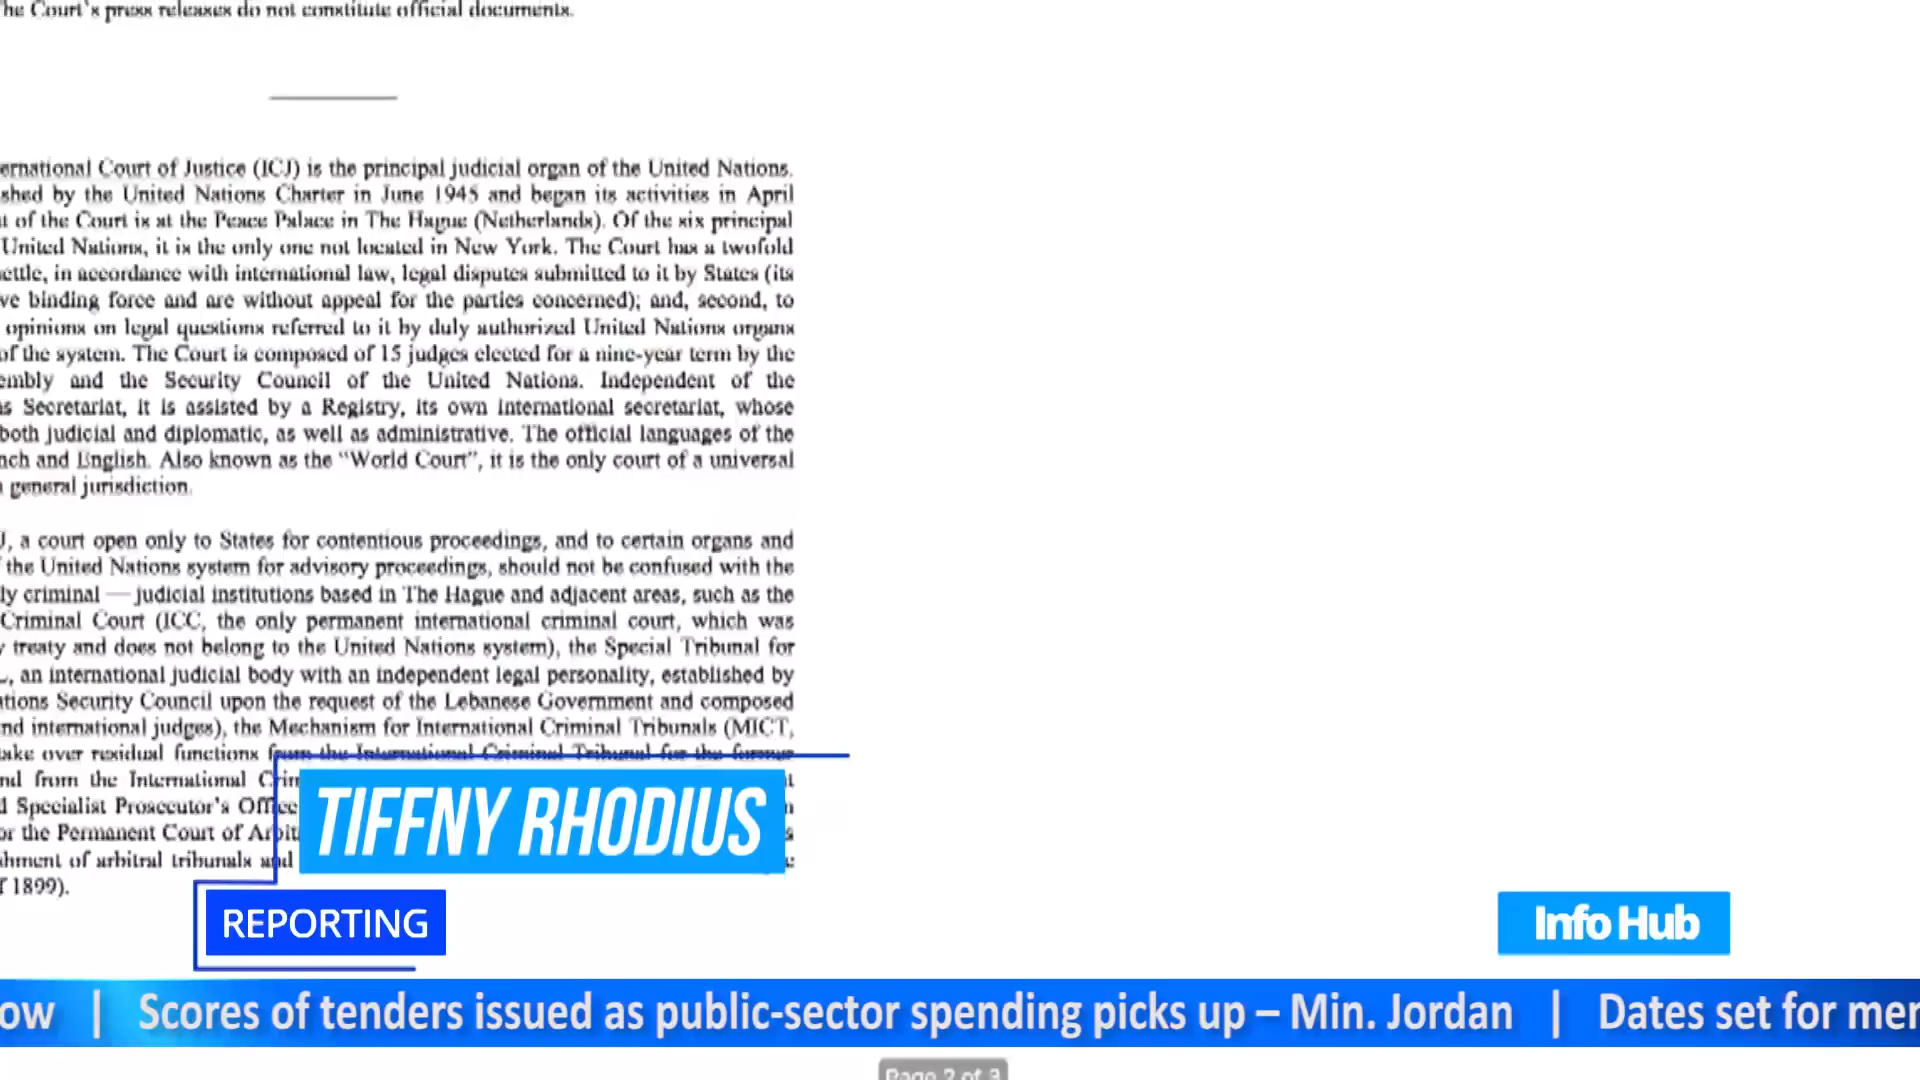 he Court's press releases do not constitute official documents.
ernational Court of Justice (ICJ) is the principal judicial organ of the United Nations.
shed by the United Nations Charter in June 1945 and began its activities in April
t of the Court is at the Peace Palace in The Hague (Netherlands). Of the six principal
United Nations, it is the only one not located in New York. The Court has a twofold
ettle, in accordance with international law, legal disputes submitted to it by States (its
ve binding force and are without appeal for the parties concerned); and, second, to
opinions on legal questions referred to it by duly authorized United Nations organs
of the system. The Court is composed of 15 judges elected for a nine-year term by the
embly and the Security Council of the United Nations. Independent of the
s Secretariat, it is assisted by a Registry, its own international secretariat, whose
both judicial and diplomatic, as well as administrative. The official languages of the
nch and English. Also known as the “World Court”, it is the only court of a universal
general jurisdiction.
J, a court open only to States for contentious proceedings, and to certain organs and
the United Nations system for advisory proceedings, should not be confused with the
ly criminal — judicial institutions based in The Hague and adjacent areas, such as the
Criminal Court (ICC, the only permanent international criminal court, which was
y treaty and does not belong to the United Nations system), the Special Tribunal for
L, an international judicial body with an independent legal personality, established by
ations Security Council upon the request of the Lebanese Government and composed
nd international judges), the Mechanism for International Criminal Tribunals (MICT,
ake over residual functions from the International Criminal Tribunal for the former
nd from the International Crim
d Specialist Prosecutor's Office
or the Permanent Court of Arbit
shment of arbitral tribunals and
f 1899).
TIFFNY RHODIUS
REPORTING
Info Hub
ow | Scores of tenders issued as public-sector spending picks up – Min. Jordan | Dates set for mer
Page 2 of 3